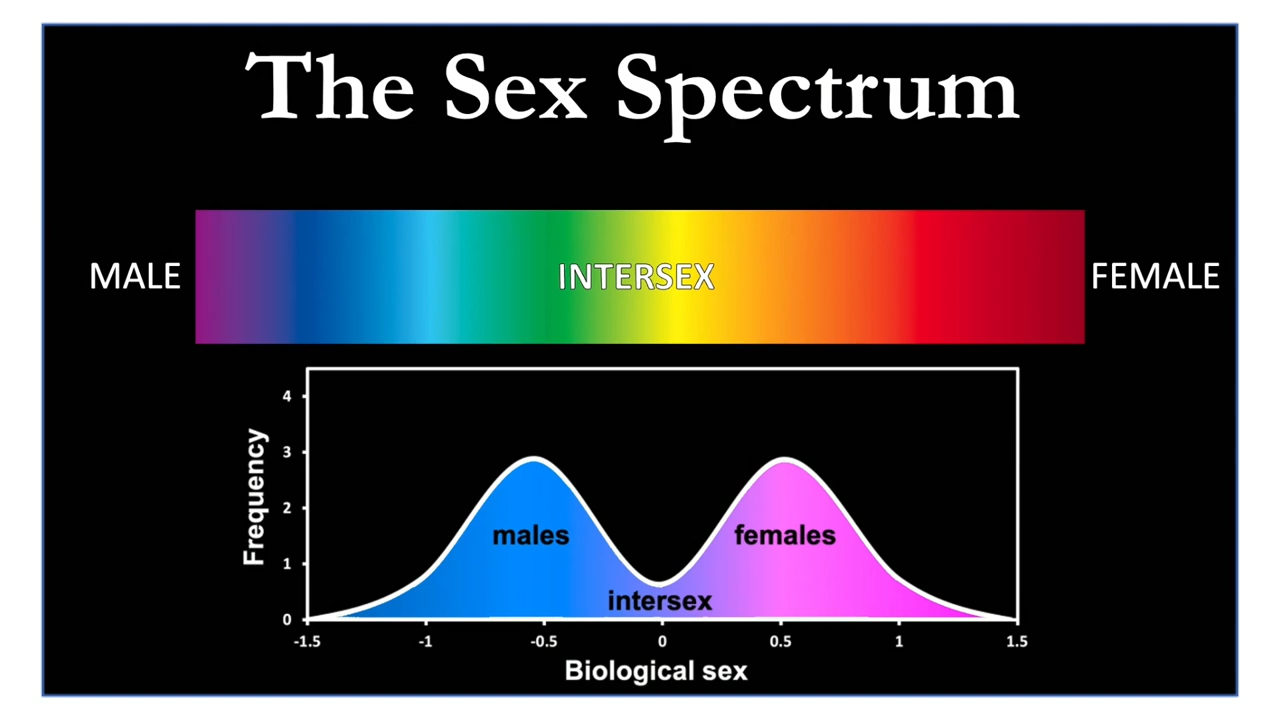 The Sex Spectrum
MALE
INTERSEX
FEMALE
Frequency
4
3
2
1
0
males
females
intersex
-1.5
-1
-0.5
0
0.5
1
1.5
Biological sex